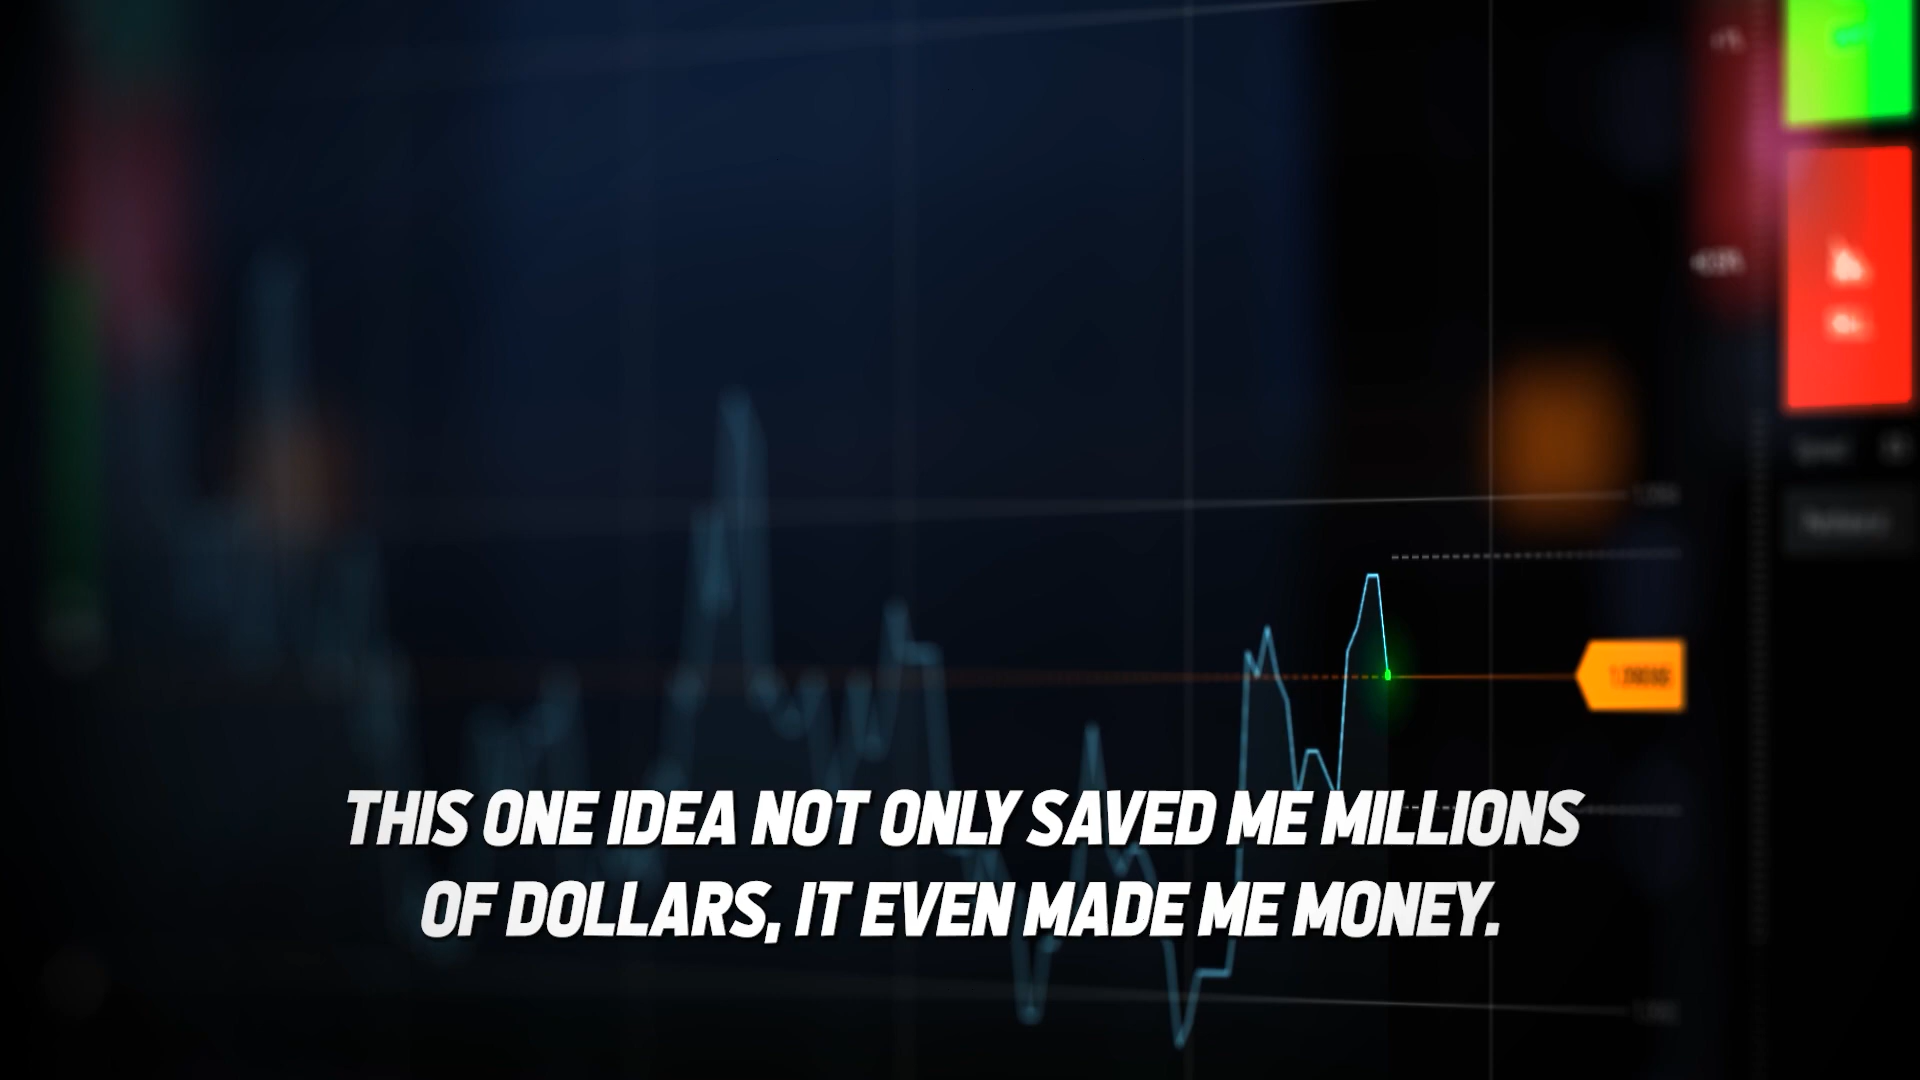 THIS ONE IDEA NOT ONLY SAVED ME MILLIONS
OF DOLLARS, IT EVEN MADE ME MONEY.